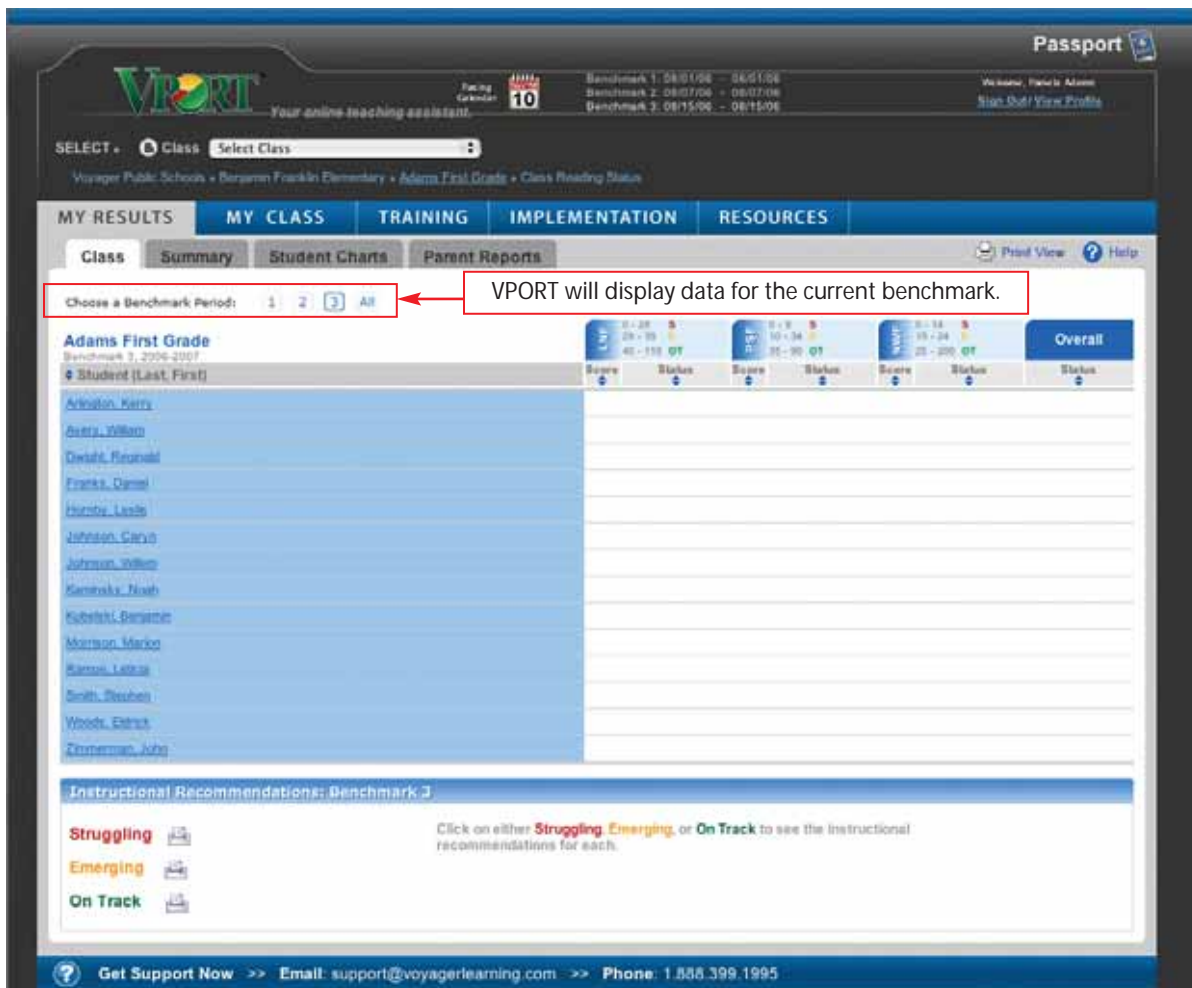 Passport
VPORT
Your online teaching assistant.
Pacing
Calendar
10
Benchmark 1: 08/01/06 - 08/01/06
Benchmark 2: 08/07/06 - 08/07/06
Benchmark 3: 08/15/06 - 08/15/06
Welcome, Pamela Adams
Sign Out / View Profile
SELECT Class Select Class
Voyager Public Schools Benjamin Franklin Elementary Adams First Grade Class Reading Status
MY RESULTS MY CLASS TRAINING IMPLEMENTATION RESOURCES
Class Summary Student Charts Parent Reports
Print View ? Help
Choose a Benchmark Period: 1 2 3 All
VPORT will display data for the current benchmark.
Adams First Grade
Benchmark 3, 2006-2007
LNF PSF NWF Overall
Student (Last, First) Score Status Score Status Score Status Status
Arlington, Kerry
Avery, William
Dwight, Reginald
Franks, Daniel
Hornby, Leslie
Johnson, Caryn
Johnson, Willem
Kaminsky, Noah
Kubelski, Benjamin
Morrison, Marion
Ramos, Leticia
Smith, Stephen
Woods, Eldrick
Zimmerman, John
Instructional Recommendations: Benchmark 3
Struggling
Emerging
On Track
Click on either Struggling, Emerging, or On Track to see the instructional
recommendations for each.
? Get Support Now >> Email: support@voyagerlearning.com >> Phone: 1.888.399.1995